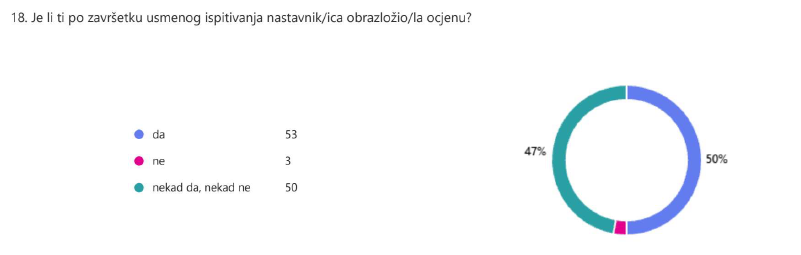 18. Je li ti po završetku usmenog ispitivanja nastavnik/ica obrazložio/la ocjenu?
da 53
ne 3
nekad da, nekad ne 50
47%
50%